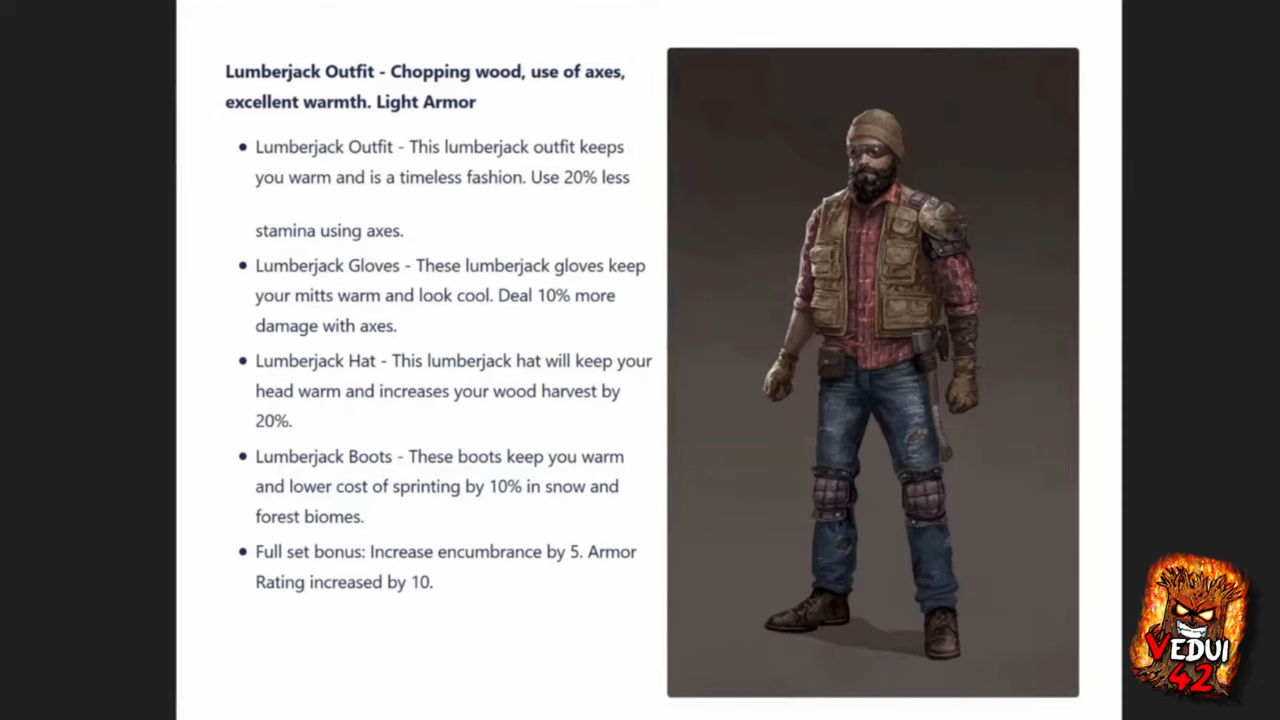 Lumberjack Outfit - Chopping wood, use of axes,
excellent warmth. Light Armor
• Lumberjack Outfit - This lumberjack outfit keeps
you warm and is a timeless fashion. Use 20% less
stamina using axes.
• Lumberjack Gloves - These lumberjack gloves keep
your mitts warm and look cool. Deal 10% more
damage with axes.
• Lumberjack Hat - This lumberjack hat will keep your
head warm and increases your wood harvest by
20%.
• Lumberjack Boots - These boots keep you warm
and lower cost of sprinting by 10% in snow and
forest biomes.
• Full set bonus: Increase encumbrance by 5. Armor
Rating increased by 10.
VEDUI
42